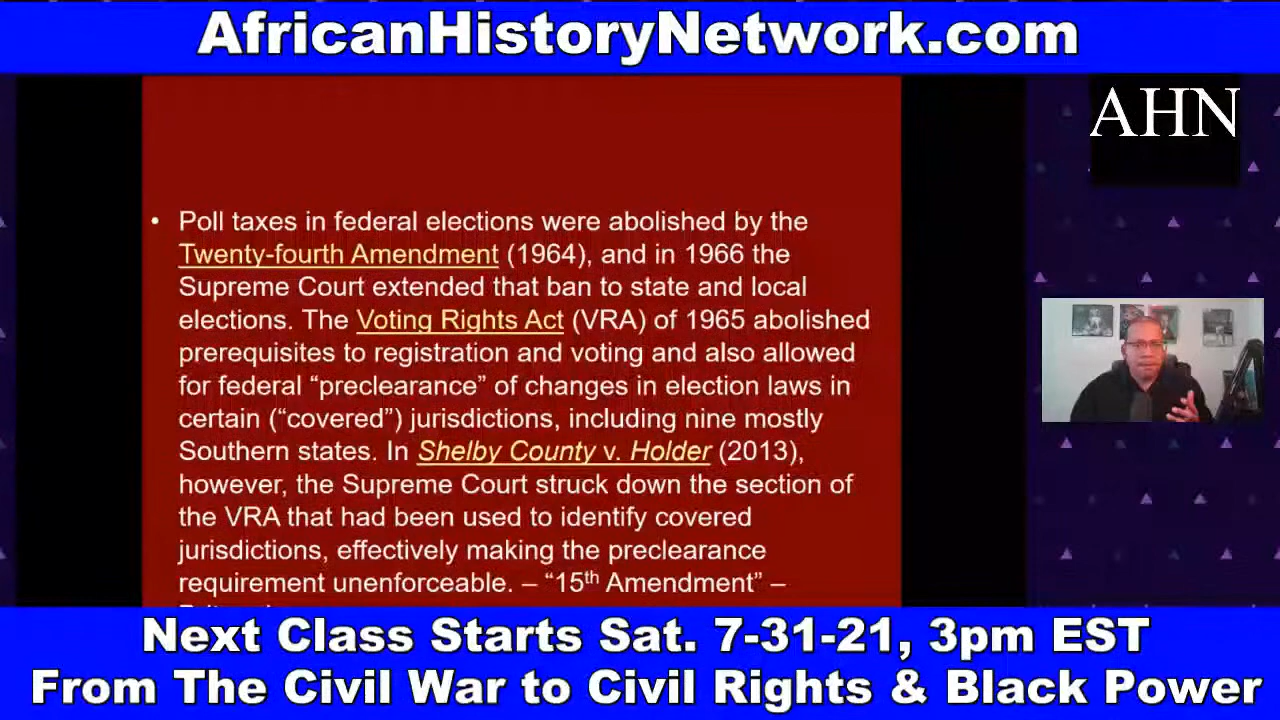 AfricanHistoryNetwork.com
AHN
• Poll taxes in federal elections were abolished by the
Twenty-fourth Amendment (1964), and in 1966 the
Supreme Court extended that ban to state and local
elections. The Voting Rights Act (VRA) of 1965 abolished
prerequisites to registration and voting and also allowed
for federal “preclearance” of changes in election laws in
certain (“covered”) jurisdictions, including nine mostly
Southern states. In Shelby County v. Holder (2013),
however, the Supreme Court struck down the section of
the VRA that had been used to identify covered
jurisdictions, effectively making the preclearance
requirement unenforceable. – “15th Amendment” –
Next Class Starts Sat. 7-31-21, 3pm EST
From The Civil War to Civil Rights & Black Power